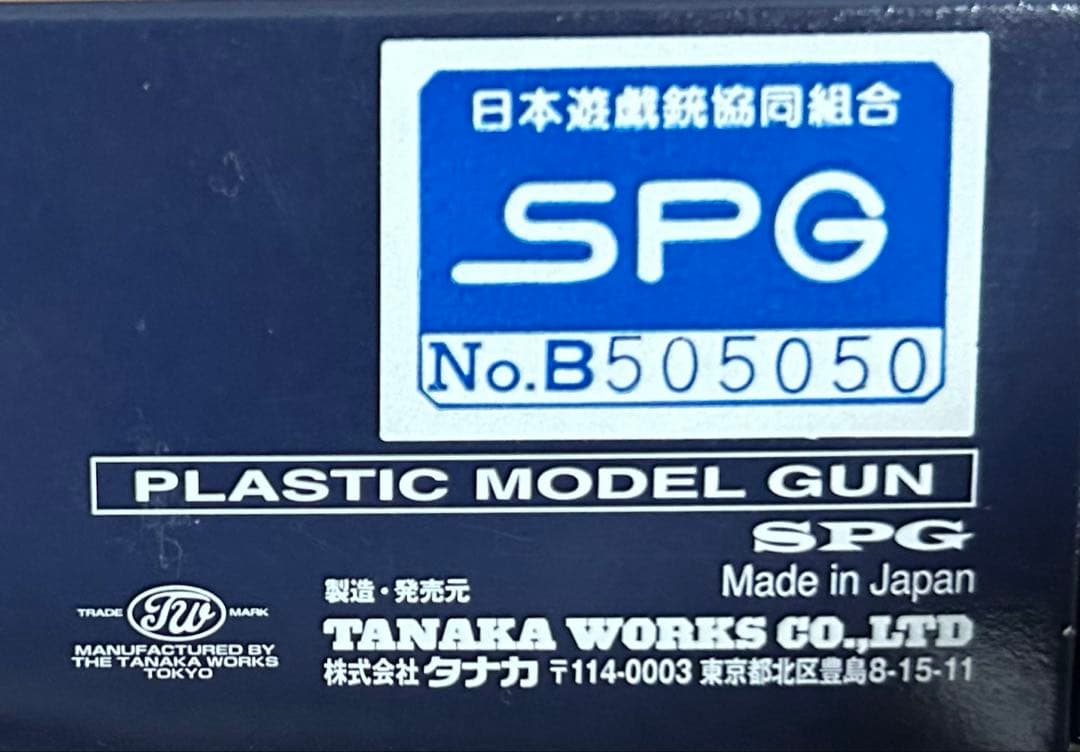 日本遊戯銃協同組合
SPG
No.B505050
PLASTIC MODEL GUN
SPG
Made in Japan
TRADE TW MARK
MANUFACTURED BY
THE TANAKA WORKS
TOKYO
製造・発売元
TANAKA WORKS CO.,LTD
株式会社タナカ 〒114-0003 東京都北区豊島8-15-11